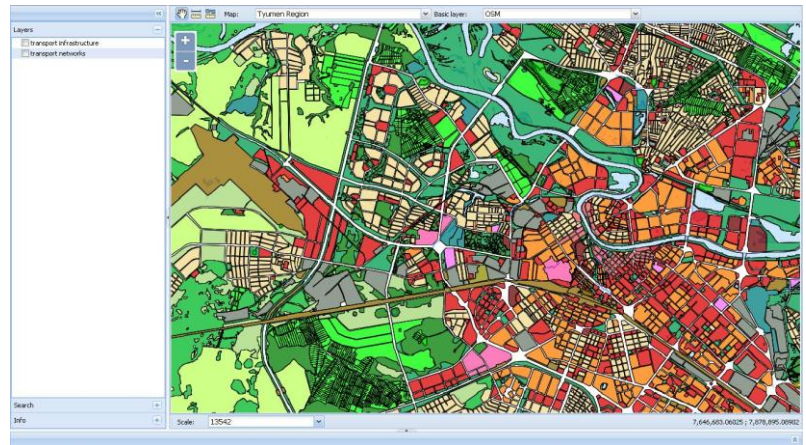 Map: Tyumen Region Basic layer: OSM
Layers
transport infrastructure
transport networks
+
-
Search
Info
Scale: 13542 7,646,683.06025 ; 7,878,895.08982